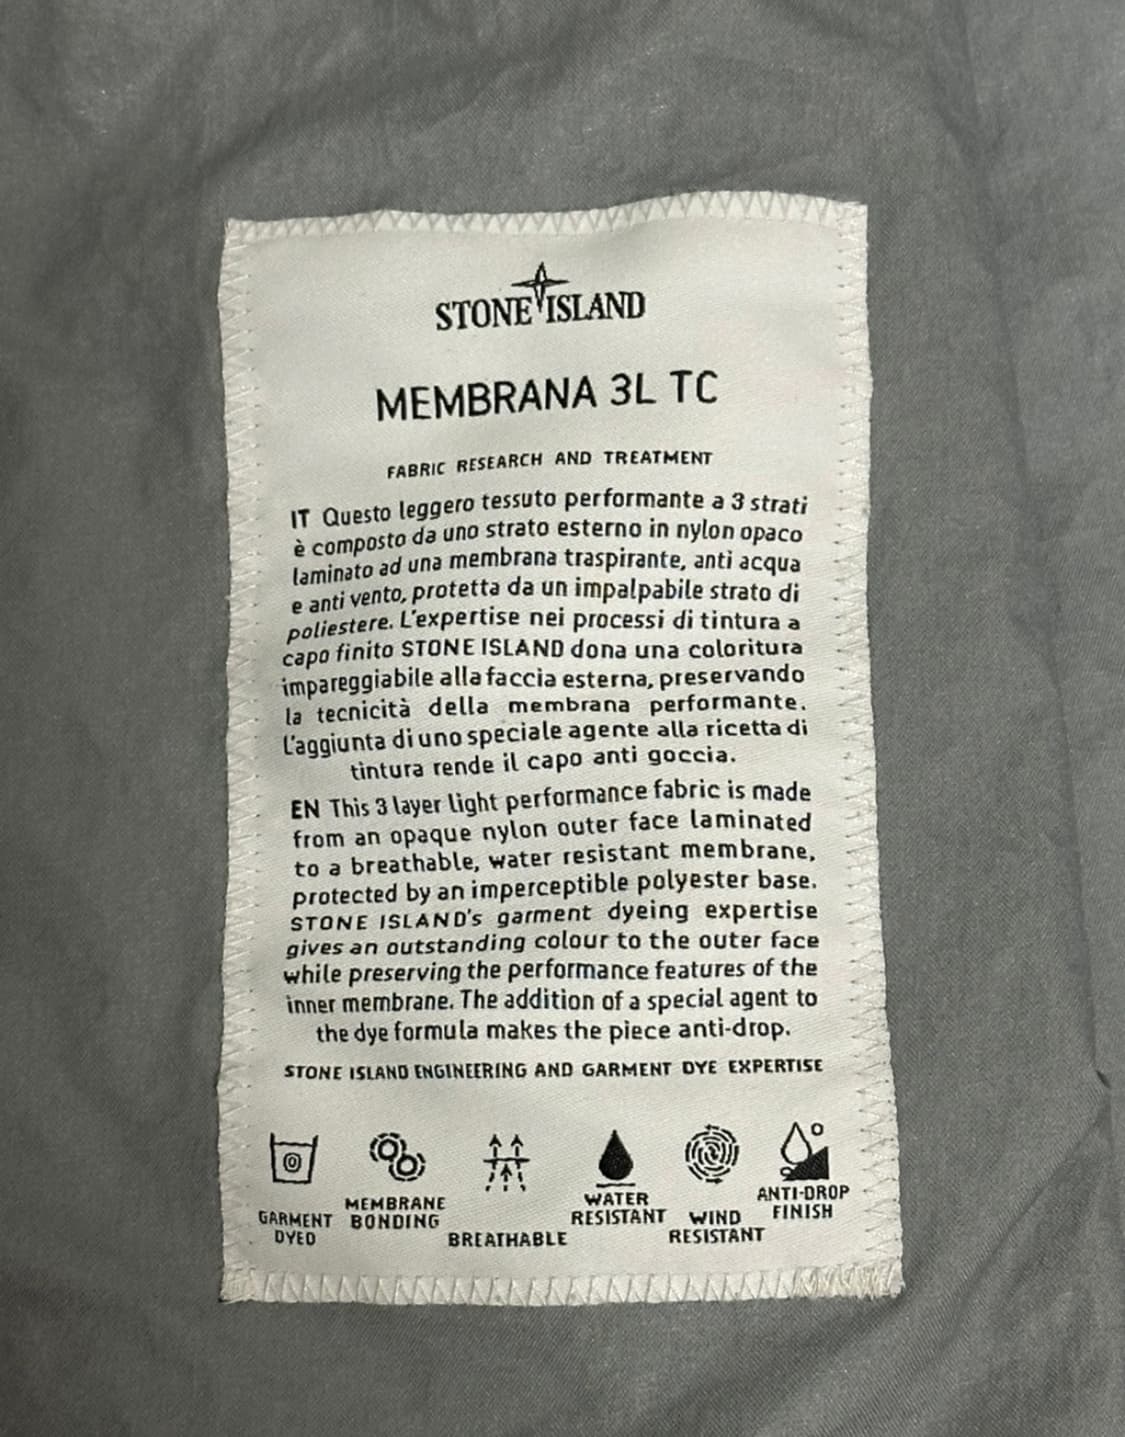 STONE ISLAND
MEMBRANA 3L TC
FABRIC RESEARCH AND TREATMENT
IT Questo leggero tessuto performante a 3 strati
è composto da uno strato esterno in nylon opaco
laminato ad una membrana traspirante, anti acqua
e anti vento, protetta da un impalpabile strato di
poliestere. L'expertise nei processi di tintura a
capo finito STONE ISLAND dona una coloritura
impareggiabile alla faccia esterna, preservando
la tecnicità della membrana performante.
L'aggiunta di uno speciale agente alla ricetta di
tintura rende il capo anti goccia.
EN This 3 layer light performance fabric is made
from an opaque nylon outer face laminated
to a breathable, water resistant membrane,
protected by an imperceptible polyester base.
STONE ISLAND's garment dyeing expertise
gives an outstanding colour to the outer face
while preserving the performance features of the
inner membrane. The addition of a special agent to
the dye formula makes the piece anti-drop.
STONE ISLAND ENGINEERING AND GARMENT DYE EXPERTISE
GARMENT
DYED
MEMBRANE
BONDING
BREATHABLE
WATER
RESISTANT
WIND
RESISTANT
ANTI-DROP
FINISH